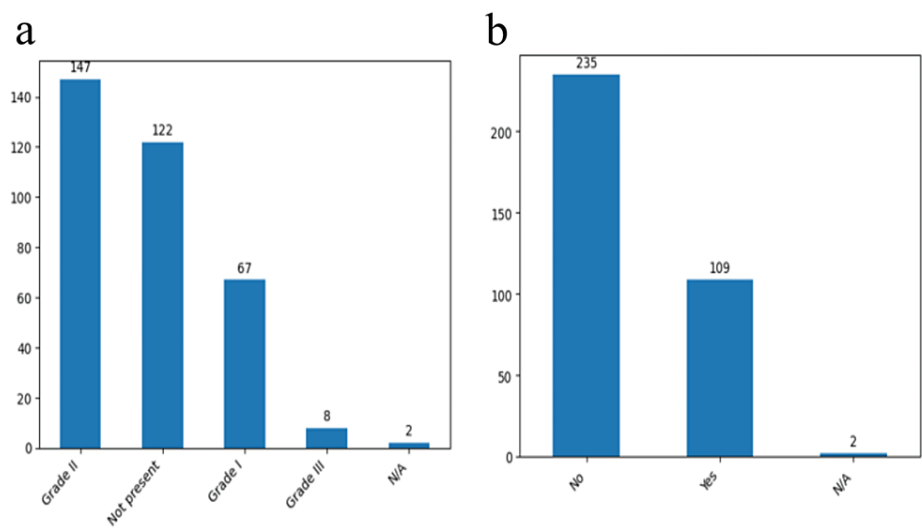 a
147
122
67
8
2
140
120
100
80
60
40
20
0
Grade II
Not present
Grade I
Grade III
N/A
b
235
109
2
200
150
100
50
0
No
Yes
N/A